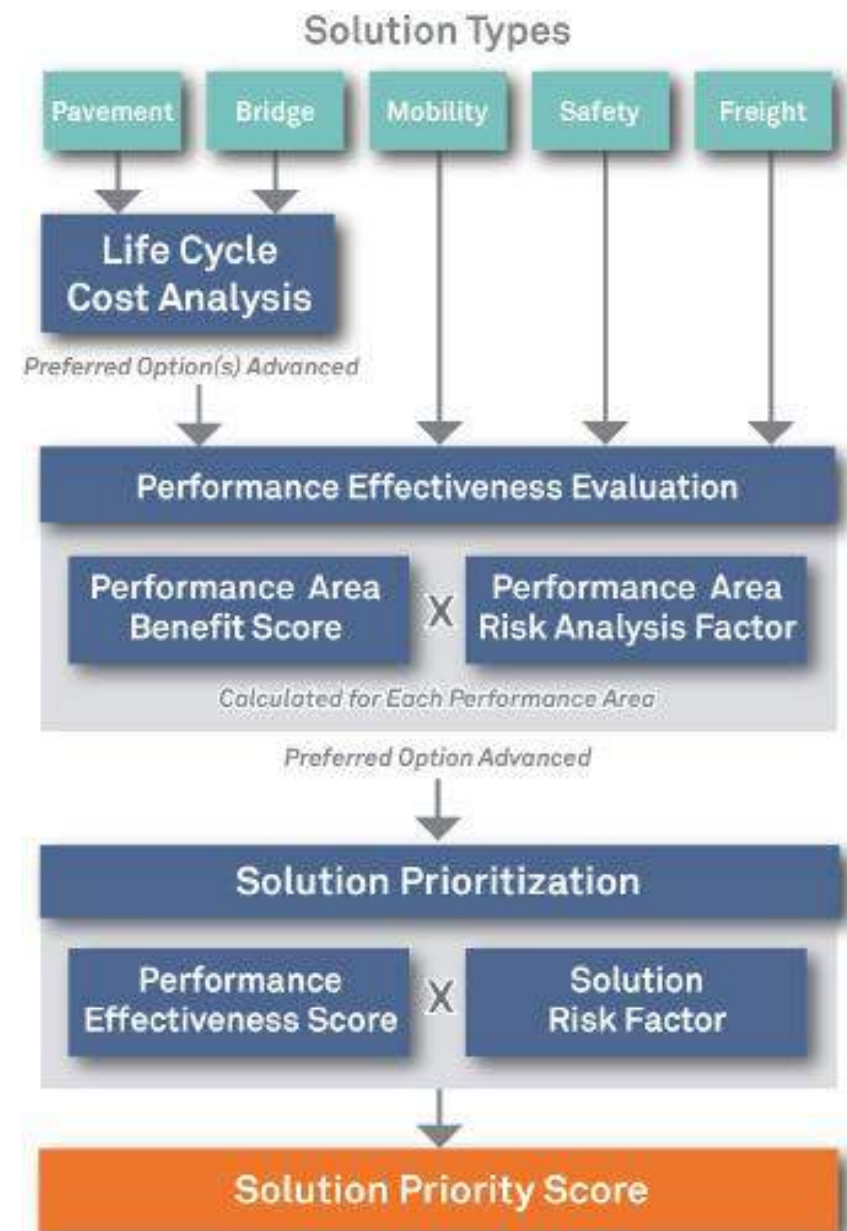 Solution Types
Pavement
Bridge
Mobility
Safety
Freight
Life Cycle
Cost Analysis
Preferred Option(s) Advanced
Performance Effectiveness Evaluation
Performance Area
Benefit Score
X
Performance Area
Risk Analysis Factor
Calculated for Each Performance Area
Preferred Option Advanced
Solution Prioritization
Performance
Effectiveness Score
X
Solution
Risk Factor
Solution Priority Score